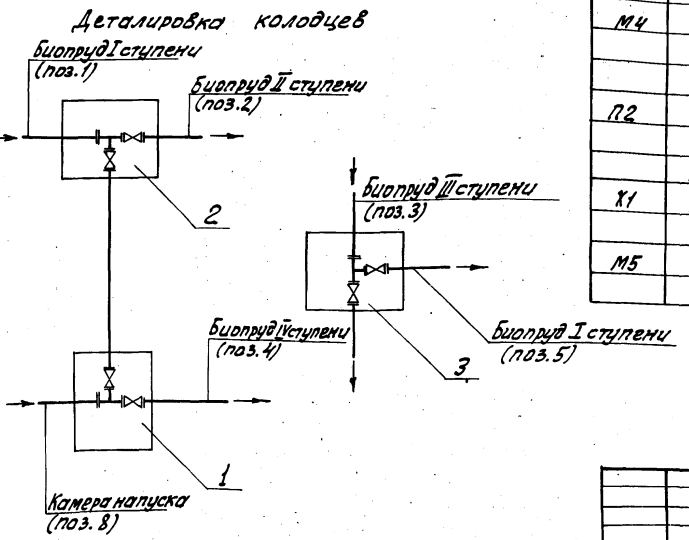 Деталировка колодцев
Биопруд I ступени
(поз.1)
Биопруд II ступени
(поз.2)
2
Биопруд III ступени
(поз.3)
Биопруд IV ступени
(поз.4)
Биопруд I ступени
(поз.5)
3
1
Камера напуска
(поз.8)
М4
П2
К1
М5